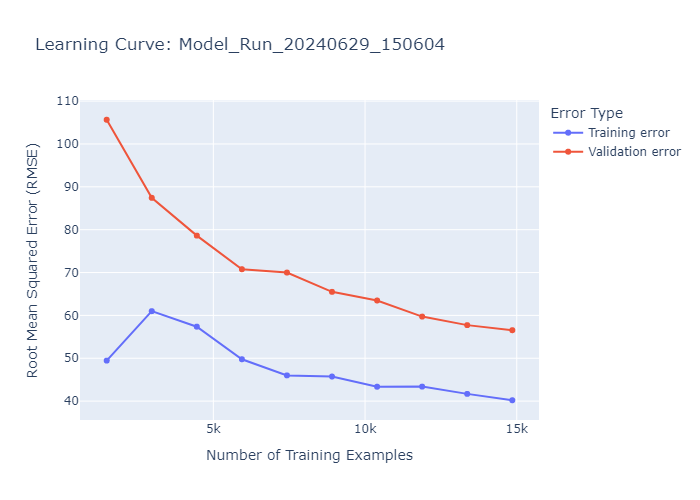 Learning Curve: Model_Run_20240629_150604
Error Type
Training error
Validation error
Root Mean Squared Error (RMSE)
110
100
90
80
70
60
50
40
5k
10k
15k
Number of Training Examples